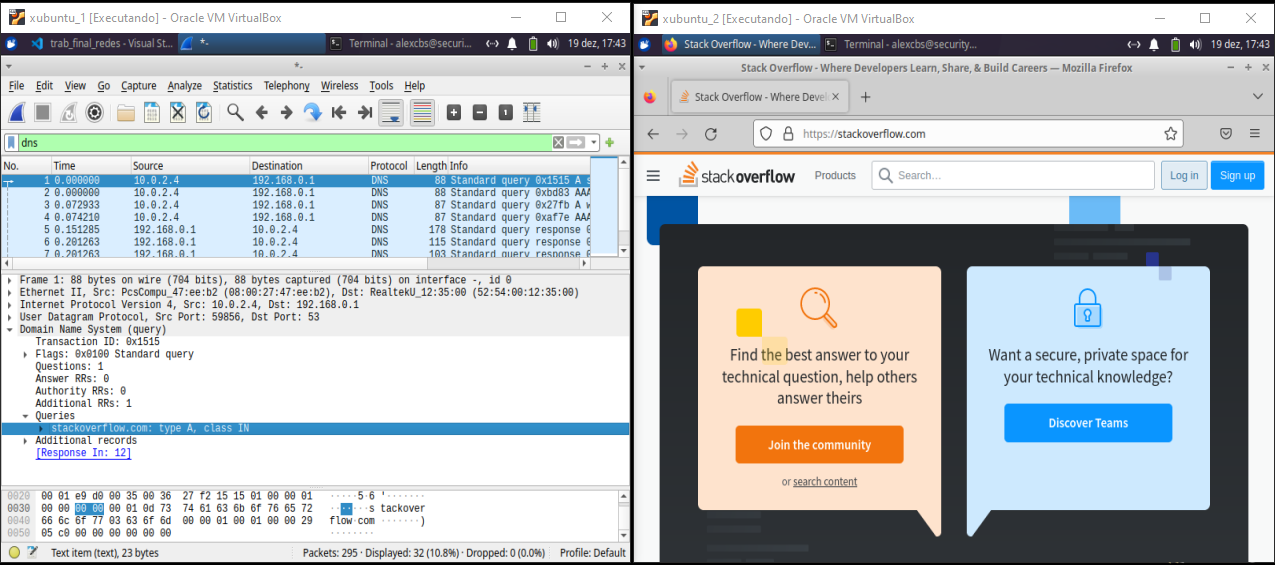 xubuntu_1 [Executando] - Oracle VM VirtualBox
trab_final_redes - Visual St...
*-
Terminal - alexcbs@securi...
19 dez, 17:43
*-
File Edit View Go Capture Analyze Statistics Telephony Wireless Tools Help
dns
No. Time Source Destination Protocol Length Info
1 0.000000 10.0.2.4 192.168.0.1 DNS 88 Standard query 0x1515 A s
2 0.000000 10.0.2.4 192.168.0.1 DNS 88 Standard query 0xbd83 AAA
3 0.072933 10.0.2.4 192.168.0.1 DNS 87 Standard query 0x27fb A w
4 0.074210 10.0.2.4 192.168.0.1 DNS 87 Standard query 0xaf7e AAA
5 0.151285 192.168.0.1 10.0.2.4 DNS 178 Standard query response 0
6 0.201263 192.168.0.1 10.0.2.4 DNS 115 Standard query response 0
7 0.201263 192.168.0.1 10.0.2.4 DNS 103 Standard query response 0
Frame 1: 88 bytes on wire (704 bits), 88 bytes captured (704 bits) on interface -, id 0
Ethernet II, Src: PcsCompu_47:ee:b2 (08:00:27:47:ee:b2), Dst: RealtekU_12:35:00 (52:54:00:12:35:00)
Internet Protocol Version 4, Src: 10.0.2.4, Dst: 192.168.0.1
User Datagram Protocol, Src Port: 59856, Dst Port: 53
Domain Name System (query)
Transaction ID: 0x1515
Flags: 0x0100 Standard query
Questions: 1
Answer RRs: 0
Authority RRs: 0
Additional RRs: 1
Queries
stackoverflow.com: type A, class IN
Additional records
[Response In: 12]
0020 00 01 e9 d0 00 35 00 36 27 f2 15 15 01 00 00 01 ·····5·6 '·······
0030 00 00 00 00 00 01 0d 73 74 61 63 6b 6f 76 65 72 ·······s tackover
0040 66 6c 6f 77 03 63 6f 6d 00 00 01 00 01 00 00 29 flow·com ·······)
0050 05 c0 00 00 00 00 00 00 ········
Text item (text), 23 bytes
Packets: 295 · Displayed: 32 (10.8%) · Dropped: 0 (0.0%)
Profile: Default
xubuntu_2 [Executando] - Oracle VM VirtualBox
Stack Overflow - Where Dev...
Terminal - alexcbs@security...
19 dez, 17:43
Stack Overflow - Where Developers Learn, Share, & Build Careers — Mozilla Firefox
Stack Overflow - Where Devel
https://stackoverflow.com
stackoverflow
Products
Search...
Log in
Sign up
Find the best answer to your
technical question, help others
answer theirs
Join the community
or search content
Want a secure, private space for
your technical knowledge?
Discover Teams